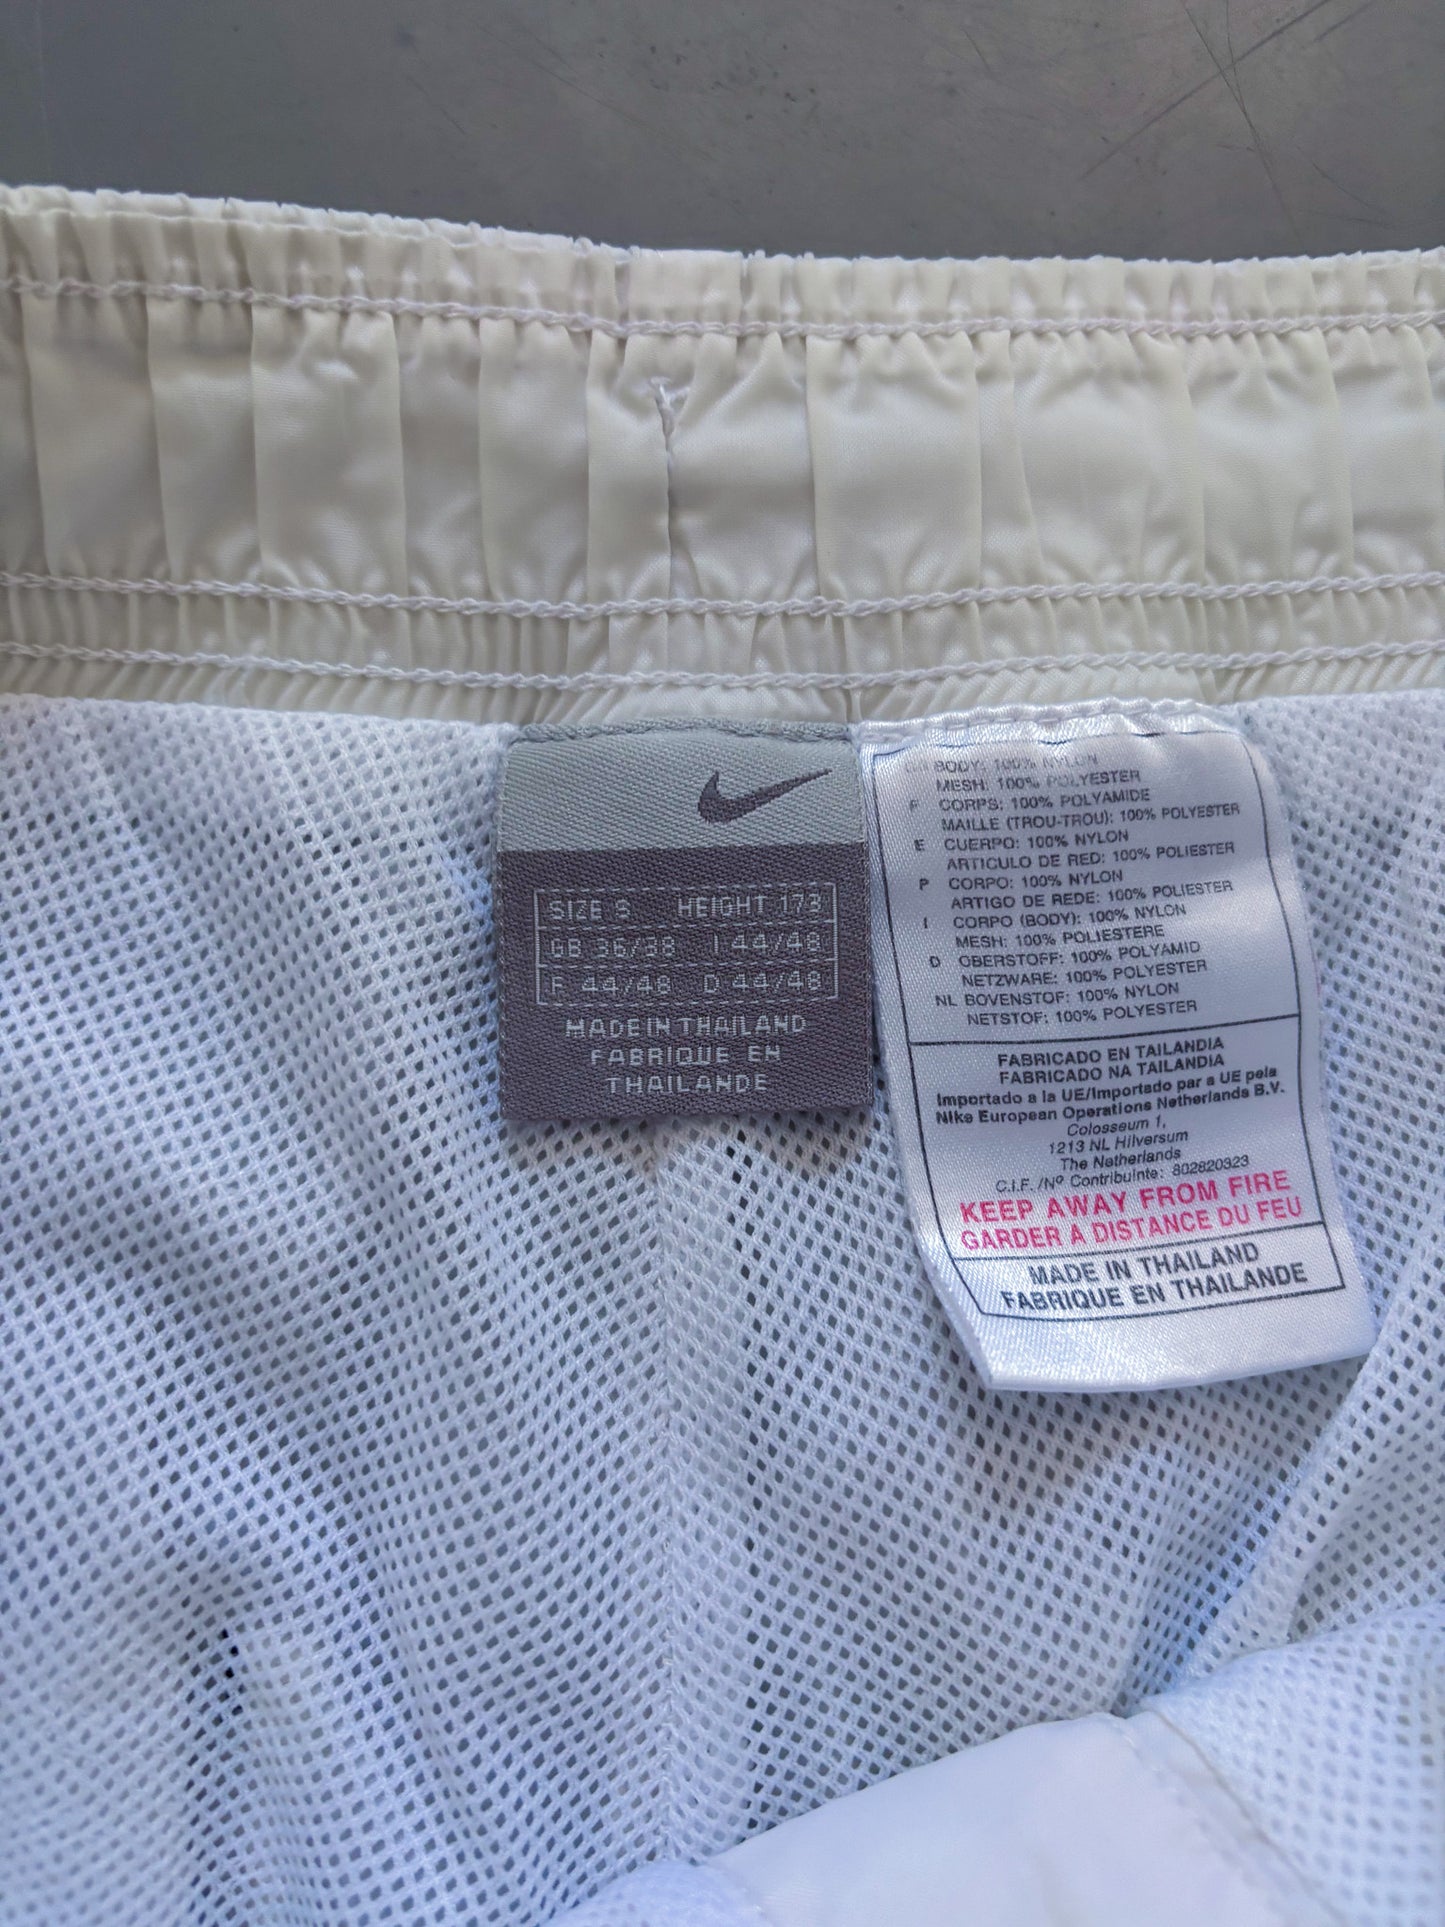 SIZE S HEIGHT 173
GB 36/38 I 44/48
F 44/48 D 44/48
MADE IN THAILAND
FABRIQUE EN
THAILANDE
GB BODY: 100% NYLON
MESH: 100% POLYESTER
F CORPS: 100% POLYAMIDE
MAILLE (TROU-TROU): 100% POLYESTER
E CUERPO: 100% NYLON
ARTICULO DE RED: 100% POLIESTER
P CORPO: 100% NYLON
ARTIGO DE REDE: 100% POLIESTER
I CORPO (BODY): 100% NYLON
MESH: 100% POLIESTERE
D OBERSTOFF: 100% POLYAMID
NETZWARE: 100% POLYESTER
NL BOVENSTOF: 100% NYLON
NETSTOF: 100% POLYESTER
FABRICADO EN TAILANDIA
FABRICADO NA TAILANDIA
Importado a la UE/Importado par a UE pela
Nike European Operations Netherlands B.V.
Colosseum 1,
1213 NL Hilversum
The Netherlands
C.I.F./Nº Contribuinte: 802820323
KEEP AWAY FROM FIRE
GARDER À DISTANCE DU FEU
MADE IN THAILAND
FABRIQUE EN THAILANDE